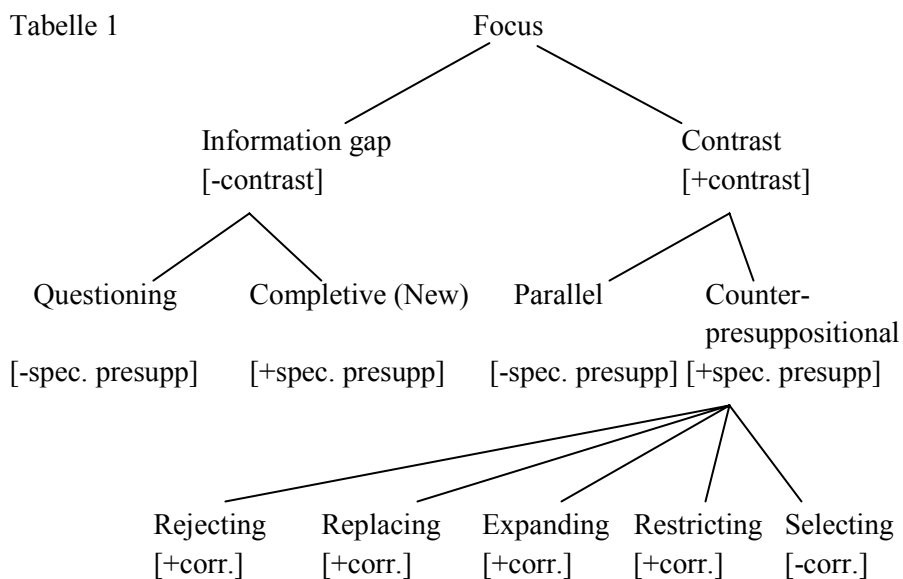 Tabelle 1 Focus
Information gap Contrast
[-contrast] [+contrast]
Questioning Completive (New) Parallel Counter-
presuppositional
[-spec. presupp] [+spec. presupp] [-spec. presupp] [+spec. presupp]
Rejecting Replacing Expanding Restricting Selecting
[+corr.] [+corr.] [+corr.] [+corr.] [-corr.]